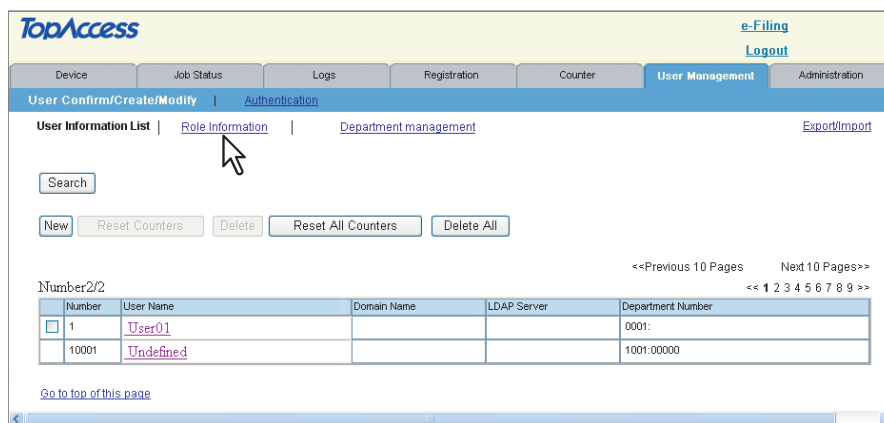 TopAccess
e-Filing
Logout
Device Job Status Logs Registration Counter User Management Administration
User Confirm/Create/Modify | Authentication
User Information List | Role Information | Department management Export/Import
Search
New Reset Counters Delete Reset All Counters Delete All
<<Previous 10 Pages Next 10 Pages>>
Number2/2 << 1 2 3 4 5 6 7 8 9 >>
Number User Name Domain Name LDAP Server Department Number
1 User01 0001:
10001 Undefined 1001:00000
Go to top of this page